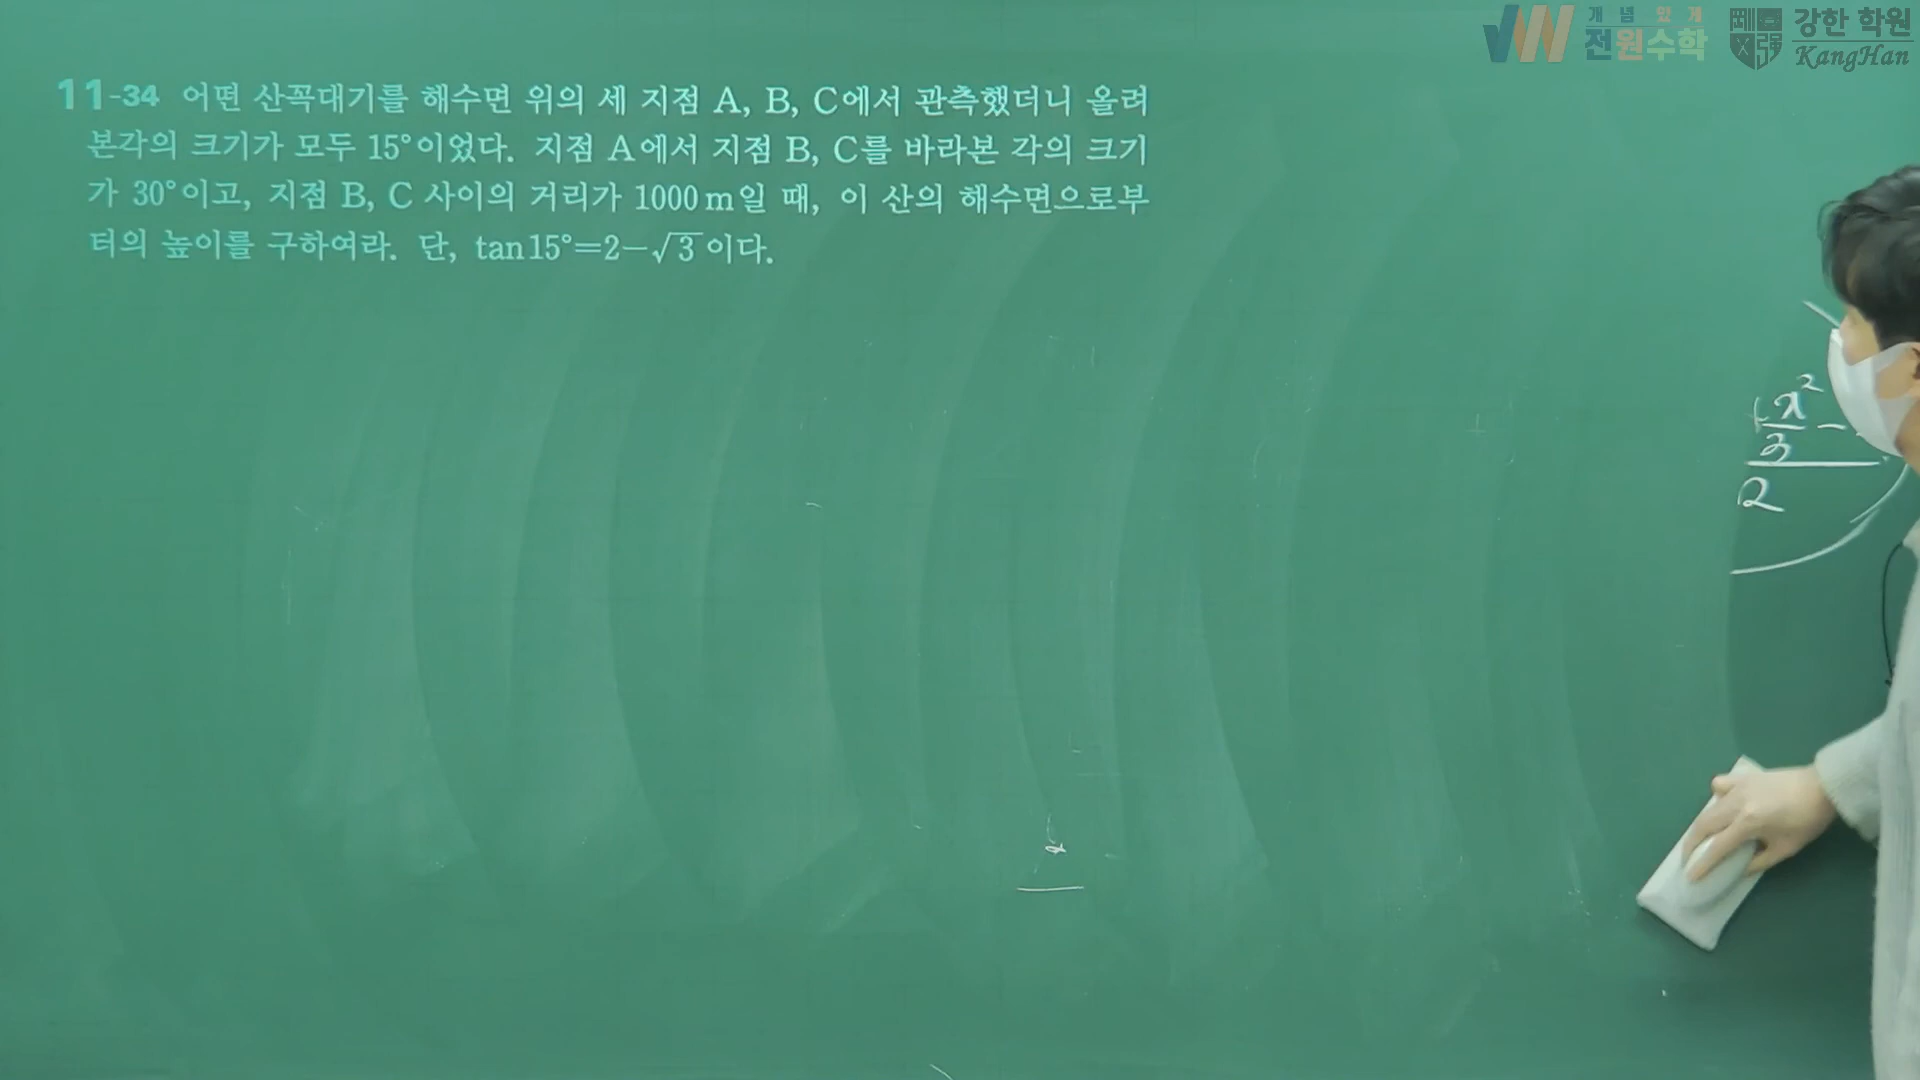 개념앤개
전원수학
강한 학원
KangHan
11-34 어떤 산꼭대기를 해수면 위의 세 지점 A, B, C에서 관측했더니 올려
본각의 크기가 모두 15°이었다. 지점 A에서 지점 B, C를 바라본 각의 크기
가 30°이고, 지점 B, C 사이의 거리가 1000 m일 때, 이 산의 해수면으로부
터의 높이를 구하여라. 단, tan 15°=2−√3 이다.